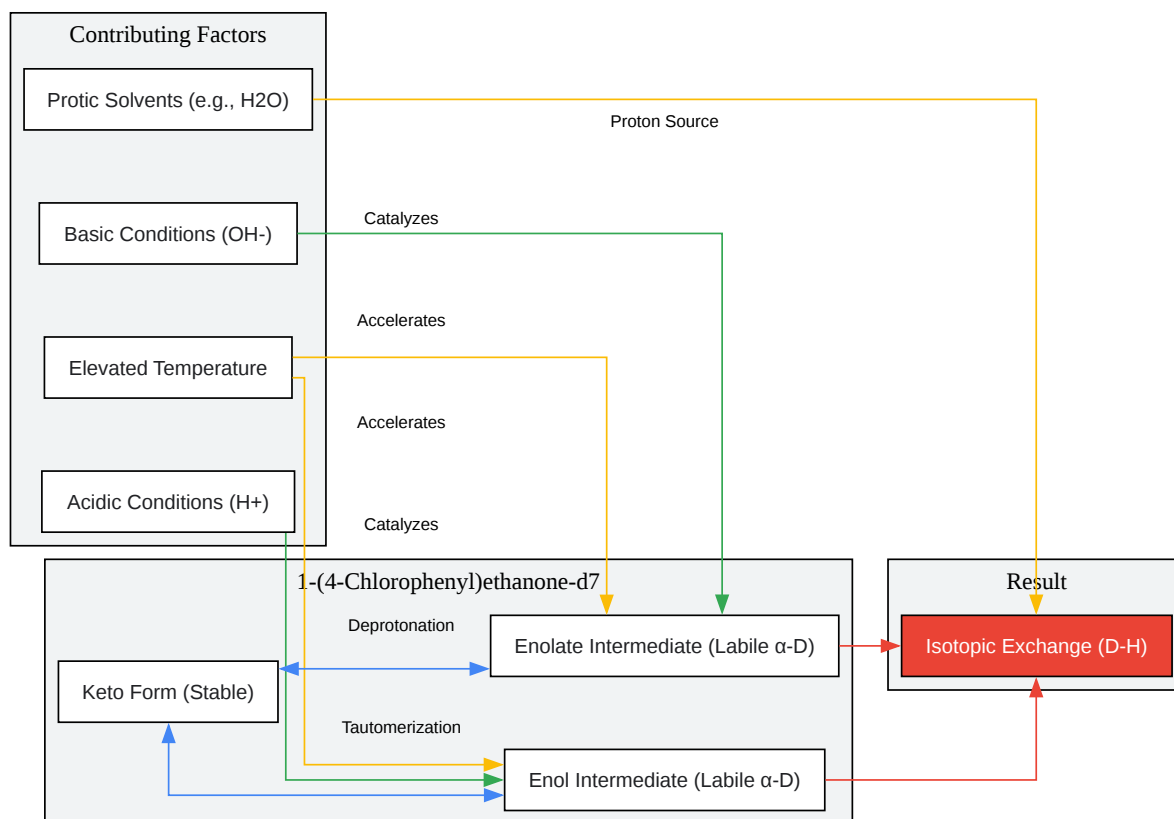 Contributing Factors
Protic Solvents (e.g., H2O)
Proton Source
Basic Conditions (OH-)
Catalyzes
Accelerates
Elevated Temperature
Accelerates
Acidic Conditions (H+)
Catalyzes
1-(4-Chlorophenyl)ethanone-d7
Result
Deprotonation
Enolate Intermediate (Labile α-D)
Isotopic Exchange (D-H)
Keto Form (Stable)
Tautomerization
Enol Intermediate (Labile α-D)